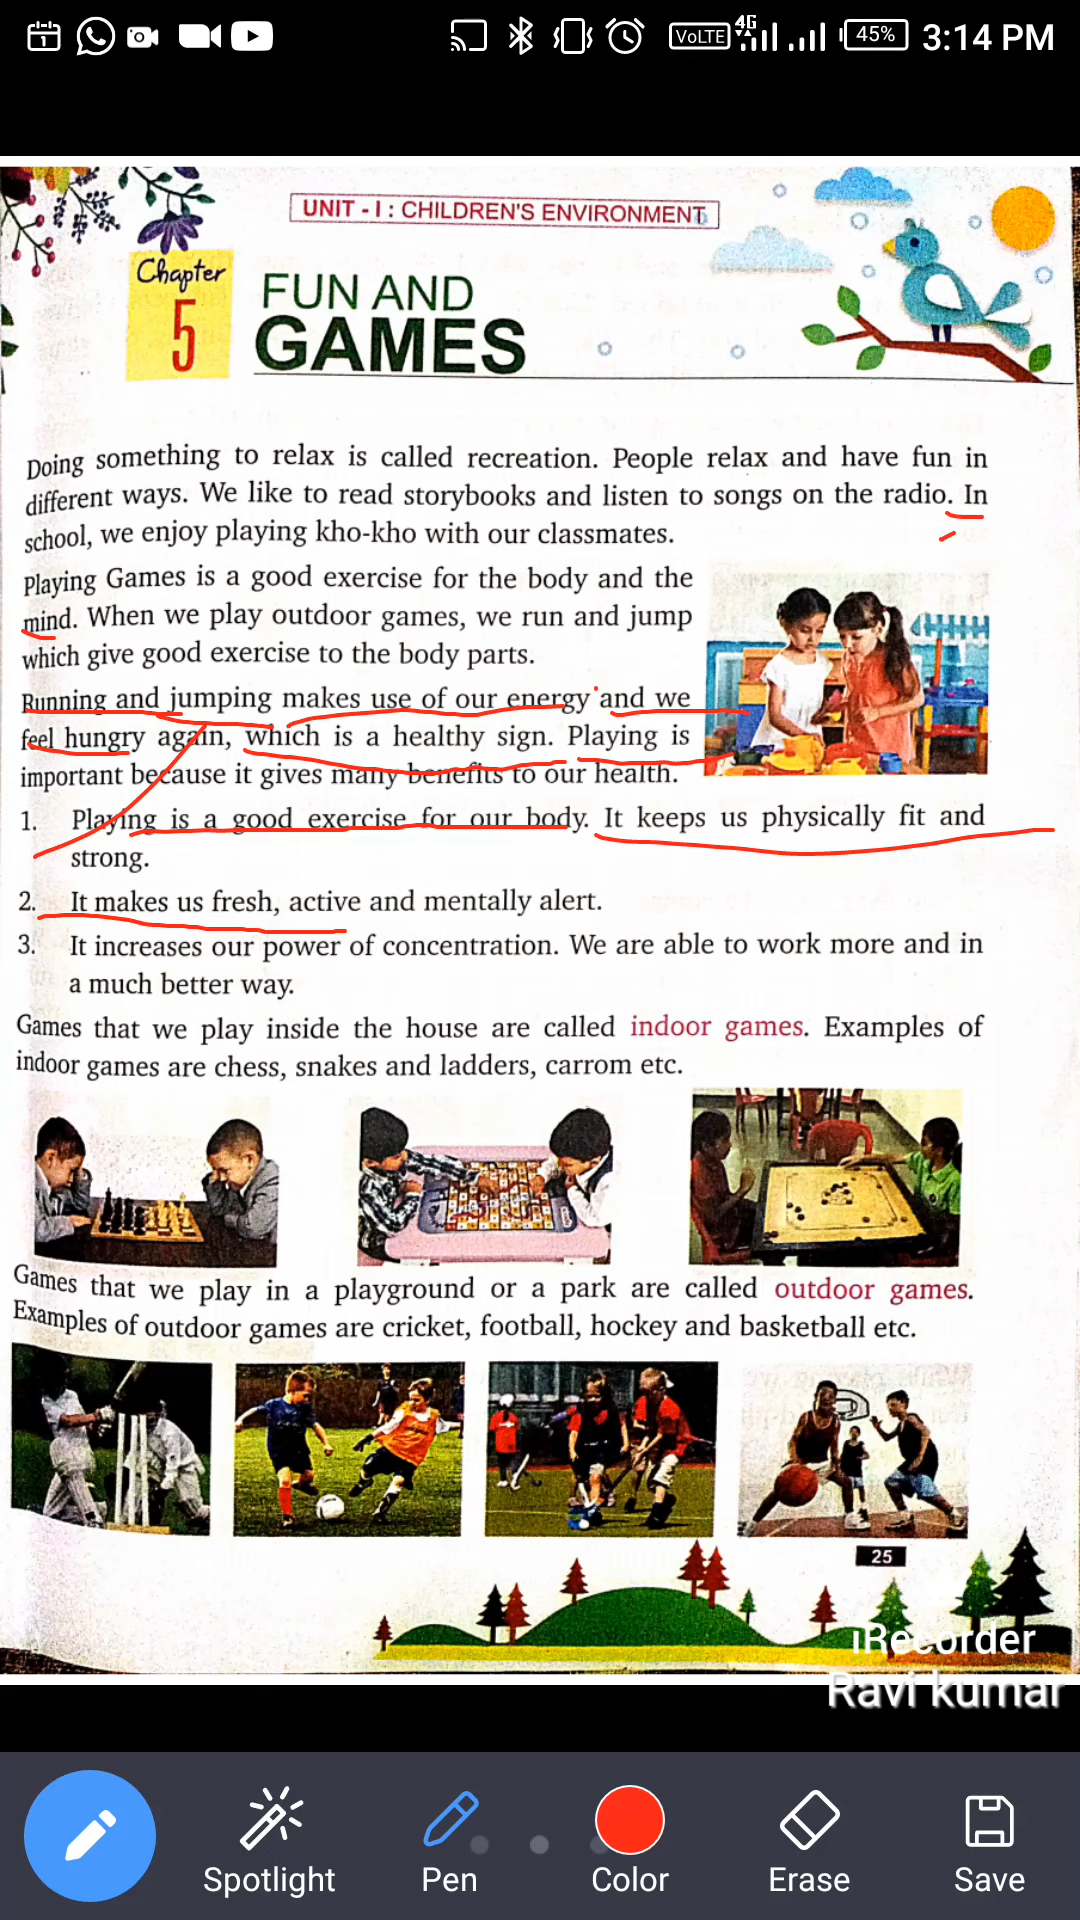 VoLTE 4G 45% 3:14 PM
UNIT - I : CHILDREN'S ENVIRONMENT
Chapter
5
FUN AND
GAMES
Doing something to relax is called recreation. People relax and have fun in
different ways. We like to read storybooks and listen to songs on the radio. In
school, we enjoy playing kho-kho with our classmates.
Playing Games is a good exercise for the body and the
mind. When we play outdoor games, we run and jump
which give good exercise to the body parts.
Running and jumping makes use of our energy and we
feel hungry again, which is a healthy sign. Playing is
important because it gives many benefits to our health.
1. Playing is a good exercise for our body. It keeps us physically fit and
strong.
2. It makes us fresh, active and mentally alert.
3. It increases our power of concentration. We are able to work more and in
a much better way.
Games that we play inside the house are called indoor games. Examples of
indoor games are chess, snakes and ladders, carrom etc.
Games that we play in a playground or a park are called outdoor games.
Examples of outdoor games are cricket, football, hockey and basketball etc.
25
iRecorder
Ravi kumar
Spotlight Pen Color Erase Save